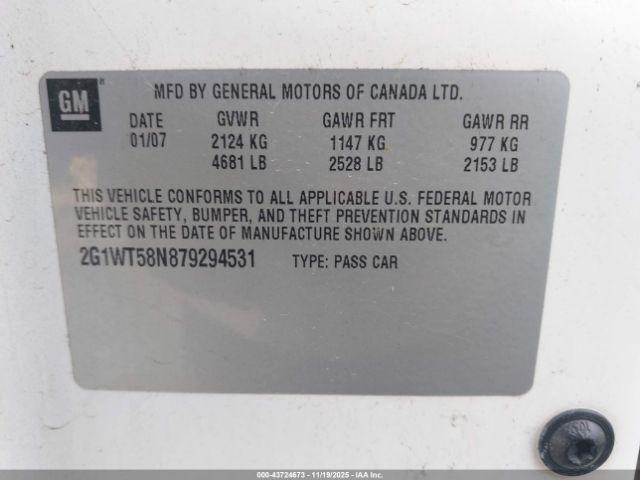 GM ®
MFD BY GENERAL MOTORS OF CANADA LTD.
DATE GVWR GAWR FRT GAWR RR
01/07 2124 KG 1147 KG 977 KG
4681 LB 2528 LB 2153 LB
THIS VEHICLE CONFORMS TO ALL APPLICABLE U.S. FEDERAL MOTOR
VEHICLE SAFETY, BUMPER, AND THEFT PREVENTION STANDARDS IN
EFFECT ON THE DATE OF MANUFACTURE SHOWN ABOVE.
2G1WT58N879294531 TYPE: PASS CAR
000-43724673 - 11/19/2025 - IAAI.COM